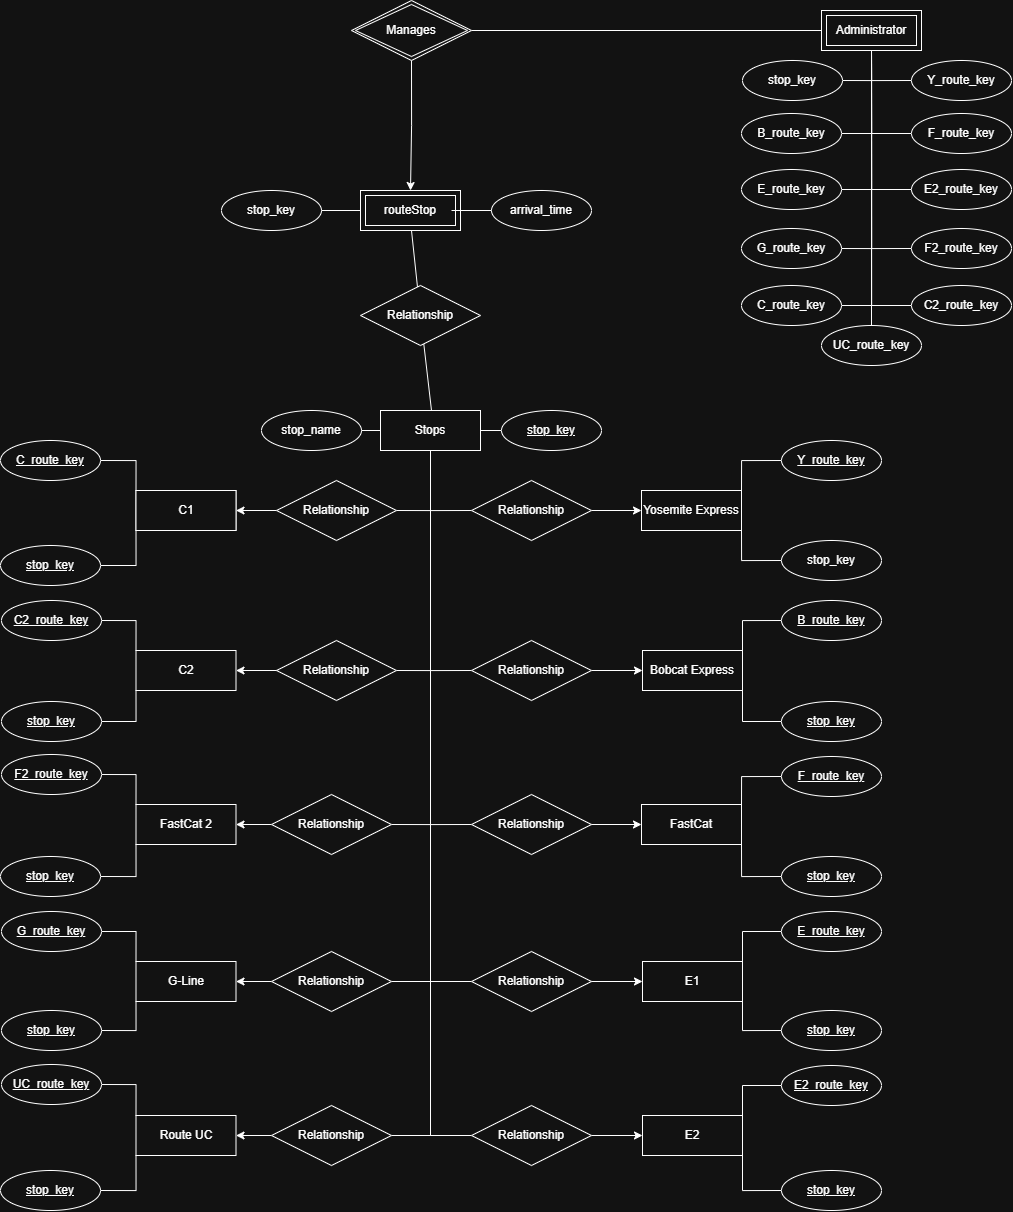 Manages
Administrator
stop_key
Y_route_key
B_route_key
F_route_key
E_route_key
E2_route_key
G_route_key
F2_route_key
C_route_key
C2_route_key
UC_route_key
stop_key
routeStop
arrival_time
Relationship
stop_name
Stops
stop_key
C_route_key
Y_route_key
C1
Relationship
Relationship
Yosemite Express
stop_key
stop_key
C2_route_key
B_route_key
C2
Relationship
Relationship
Bobcat Express
stop_key
stop_key
F2_route_key
F_route_key
FastCat 2
Relationship
Relationship
FastCat
stop_key
stop_key
G_route_key
E_route_key
G-Line
Relationship
Relationship
E1
stop_key
stop_key
UC_route_key
E2_route_key
Route UC
Relationship
Relationship
E2
stop_key
stop_key